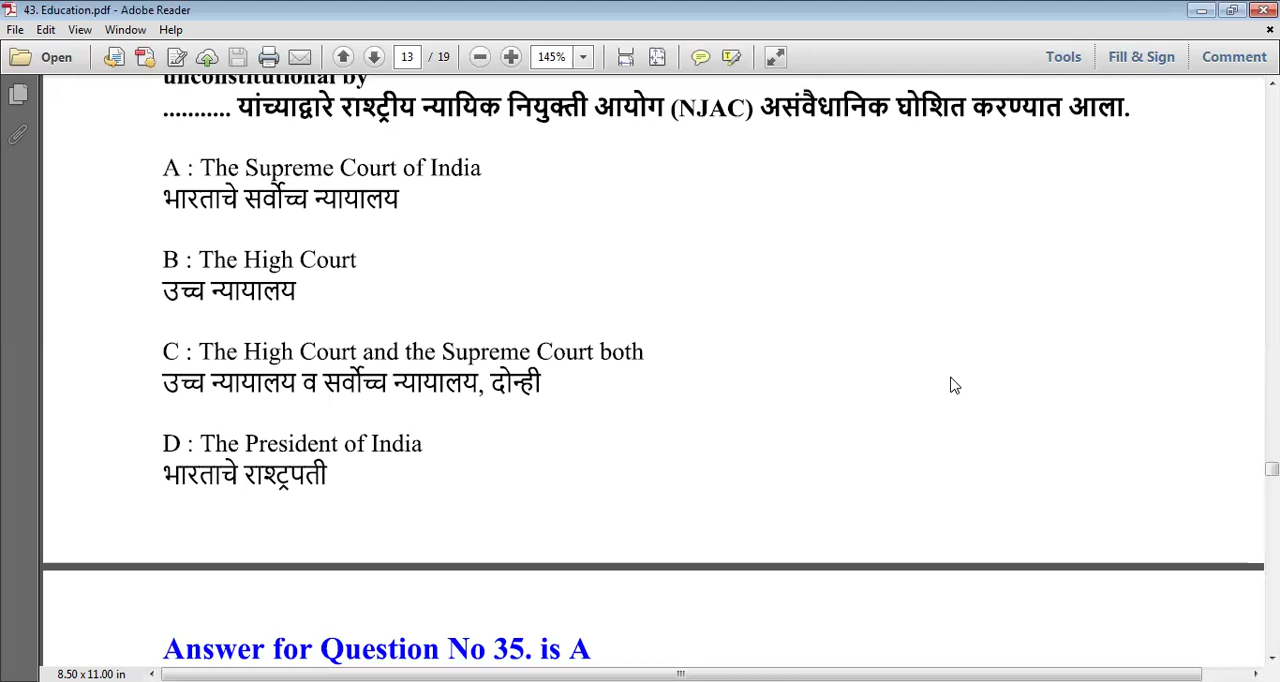 43. Education.pdf - Adobe Reader
File Edit View Window Help
Open 13 / 19 145% Tools Fill & Sign Comment
unconstitutional by
........... यांच्याद्वारे राश्ट्रीय न्यायिक नियुक्ती आयोग (NJAC) असंवैधानिक घोशित करण्यात आला.
A : The Supreme Court of India
भारताचे सर्वोच्च न्यायालय
B : The High Court
उच्च न्यायालय
C : The High Court and the Supreme Court both
उच्च न्यायालय व सर्वोच्च न्यायालय, दोन्ही
D : The President of India
भारताचे राश्ट्रपती
Answer for Question No 35. is A
8.50 x 11.00 in